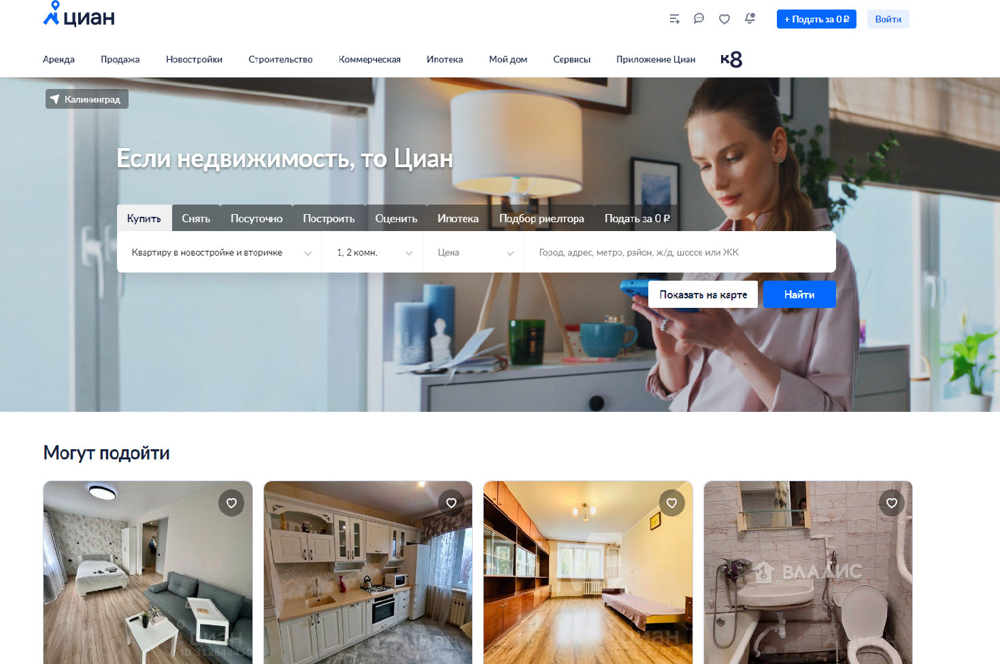 циан
+ Подать за 0 ₽
Войти
Аренда
Продажа
Новостройки
Строительство
Коммерческая
Ипотека
Мой дом
Сервисы
Приложение Циан
к8
Калининград
Если недвижимость, то Циан
Купить
Снять
Посуточно
Построить
Оценить
Ипотека
Подбор риелтора
Подать за 0 ₽
Квартиру в новостройке и вторичке
1, 2 комн.
Цена
Город, адрес, метро, район, ж/д, шоссе или ЖК
Показать на карте
Найти
Могут подойти
ВЛАДИС
циан